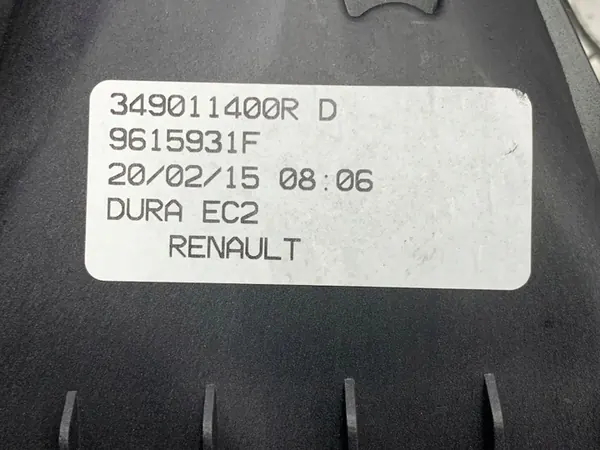 349011400R D
9615931F
20/02/15 08:06
DURA EC2
RENAULT